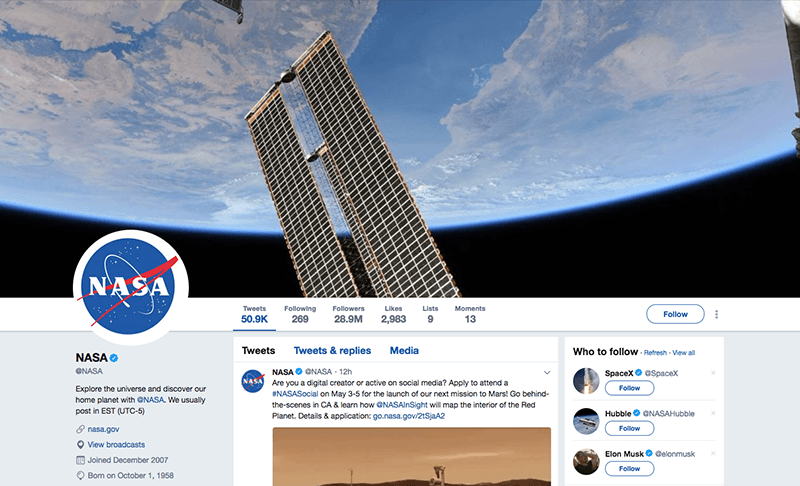 NASA
Tweets Following Followers Likes Lists Moments
50.9K 269 28.9M 2,983 9 13
Follow
NASA
@NASA
Explore the universe and discover our
home planet with @NASA. We usually
post in EST (UTC-5)
nasa.gov
View broadcasts
Joined December 2007
Born on October 1, 1958
Tweets Tweets & replies Media
NASA
NASA @NASA · 12h
Are you a digital creator or active on social media? Apply to attend a
#NASASocial on May 3-5 for the launch of our next mission to Mars! Go behind-
the-scenes in CA & learn how @NASAInSight will map the interior of the Red
Planet. Details & application: go.nasa.gov/2tSjaA2
Who to follow · Refresh · View all
SpaceX @SpaceX
Follow
Hubble @NASAHubble
Follow
Elon Musk @elonmusk
Follow